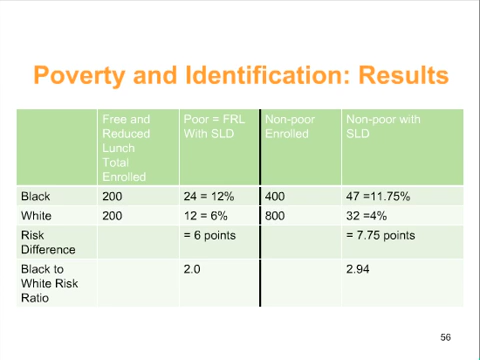 Poverty and Identification: Results
Free and
Reduced
Lunch
Total
Enrolled
Poor = FRL
With SLD
Non-poor
Enrolled
Non-poor with
SLD
Black 200 24 = 12% 400 47 =11.75%
White 200 12 = 6% 800 32 =4%
Risk
Difference
= 6 points = 7.75 points
Black to
White Risk
Ratio
2.0 2.94
56